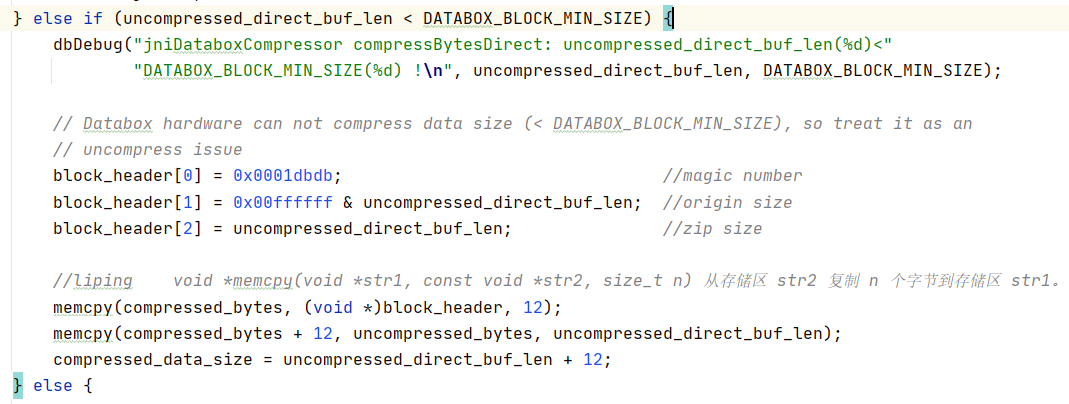 } else if (uncompressed_direct_buf_len < DATABOX_BLOCK_MIN_SIZE) {
    dbDebug("jniDataboxCompressor compressBytesDirect: uncompressed_direct_buf_len(%d)<"
            "DATABOX_BLOCK_MIN_SIZE(%d) !\n", uncompressed_direct_buf_len, DATABOX_BLOCK_MIN_SIZE);

    // Databox hardware can not compress data size (< DATABOX_BLOCK_MIN_SIZE), so treat it as an
    // uncompress issue
    block_header[0] = 0x0001dbdb;                                //magic number
    block_header[1] = 0x00ffffff & uncompressed_direct_buf_len;  //origin size
    block_header[2] = uncompressed_direct_buf_len;               //zip size

    //liping    void *memcpy(void *str1, const void *str2, size_t n) 从存储区 str2 复制 n 个字节到存储区 str1。
    memcpy(compressed_bytes, (void *)block_header, 12);
    memcpy(compressed_bytes + 12, uncompressed_bytes, uncompressed_direct_buf_len);
    compressed_data_size = uncompressed_direct_buf_len + 12;
} else {